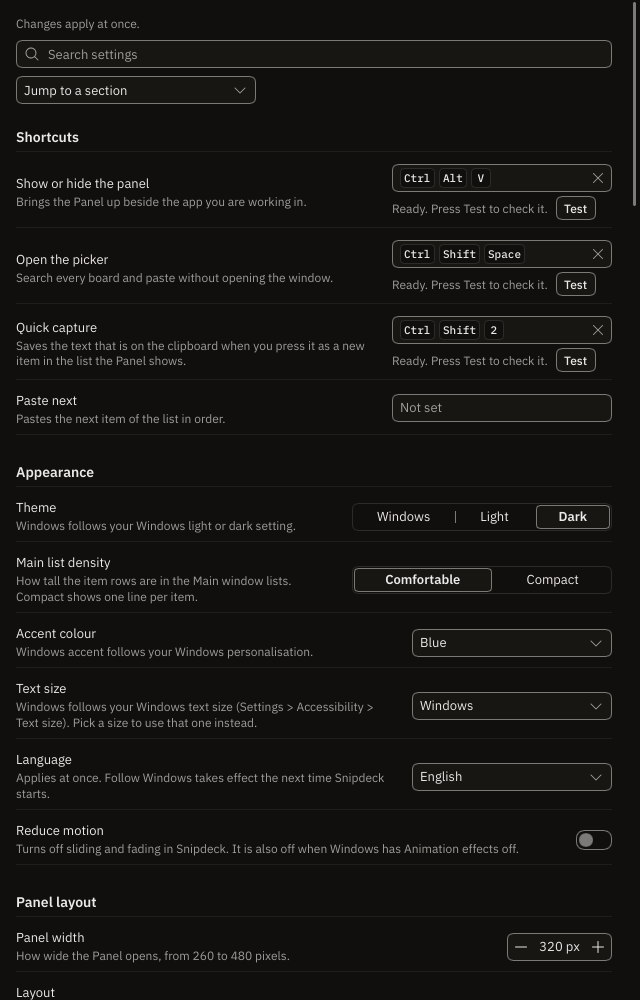 Changes apply at once.
Search settings
Jump to a section
Shortcuts
Show or hide the panel
Brings the Panel up beside the app you are working in.
Ctrl Alt V
Ready. Press Test to check it. Test
Open the picker
Search every board and paste without opening the window.
Ctrl Shift Space
Ready. Press Test to check it. Test
Quick capture
Saves the text that is on the clipboard when you press it as a new
item in the list the Panel shows.
Ctrl Shift 2
Ready. Press Test to check it. Test
Paste next
Pastes the next item of the list in order.
Not set
Appearance
Theme
Windows follows your Windows light or dark setting.
Windows | Light Dark
Main list density
How tall the item rows are in the Main window lists.
Compact shows one line per item.
Comfortable Compact
Accent colour
Windows accent follows your Windows personalisation.
Blue
Text size
Windows follows your Windows text size (Settings > Accessibility >
Text size). Pick a size to use that one instead.
Windows
Language
Applies at once. Follow Windows takes effect the next time Snipdeck
starts.
English
Reduce motion
Turns off sliding and fading in Snipdeck. It is also off when Windows has Animation effects off.
Panel layout
Panel width
How wide the Panel opens, from 260 to 480 pixels.
320 px
Layout